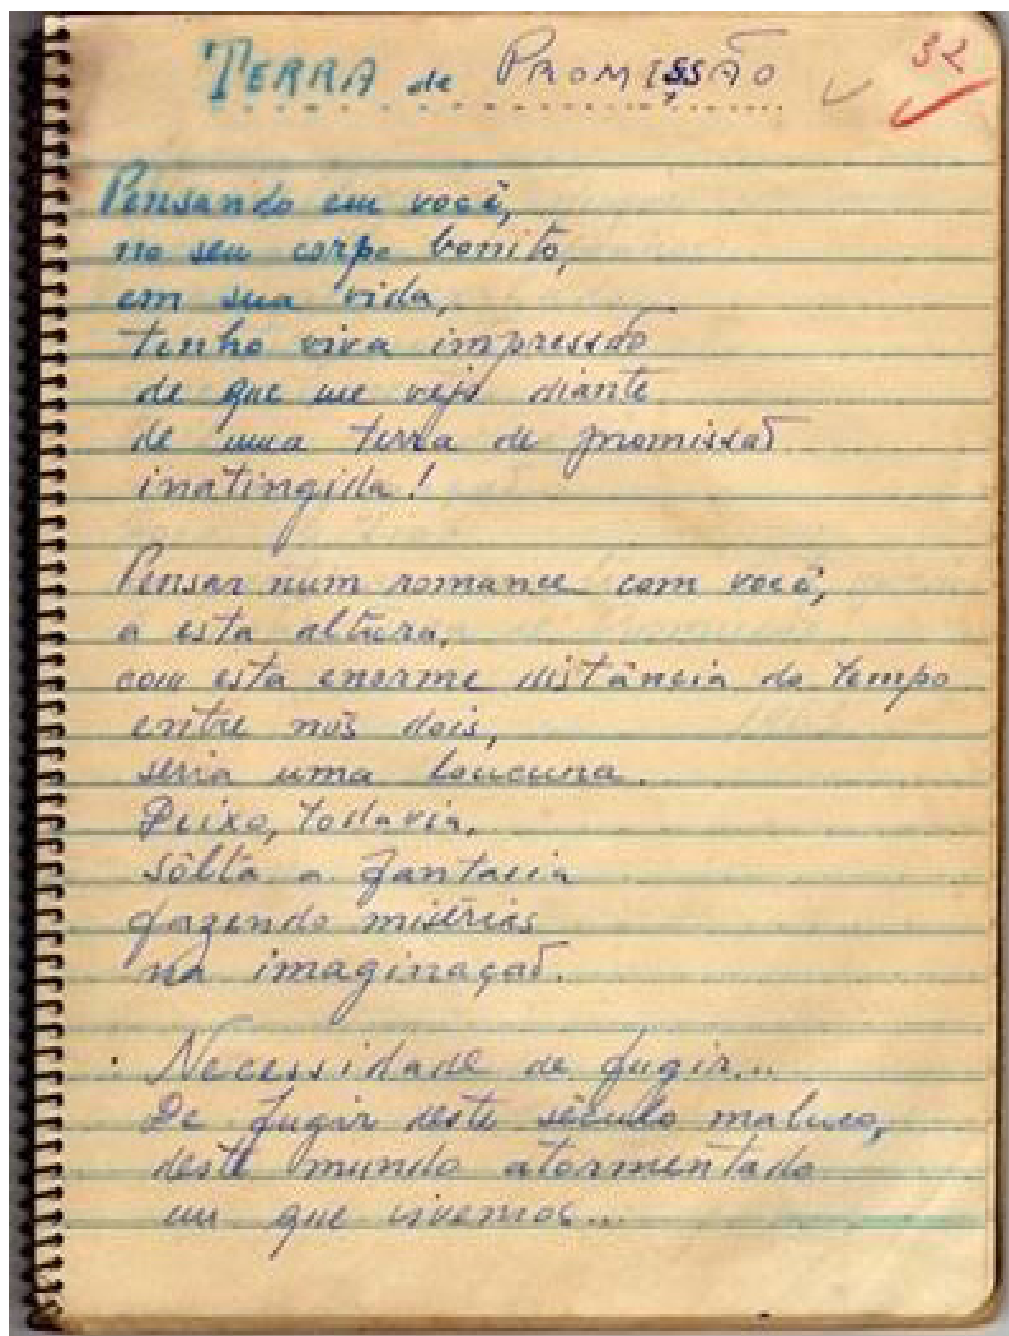 TERRA de PROMISSÃO
32
Pensando em você,
no seu corpo bonito,
em sua vida,
tenho viva impressão
de que me vejo diante
de uma terra de promissão
inatingida!
Pensar num romance com você,
a esta altura,
com esta enorme distância do tempo
entre nós dois,
seria uma loucura.
Deixo, todavia,
sôlta a fantasia
fazendo misérias
na imaginação.
Necessidade de fugir...
De fugir deste século maluco,
deste mundo atormentado
em que vivemos...